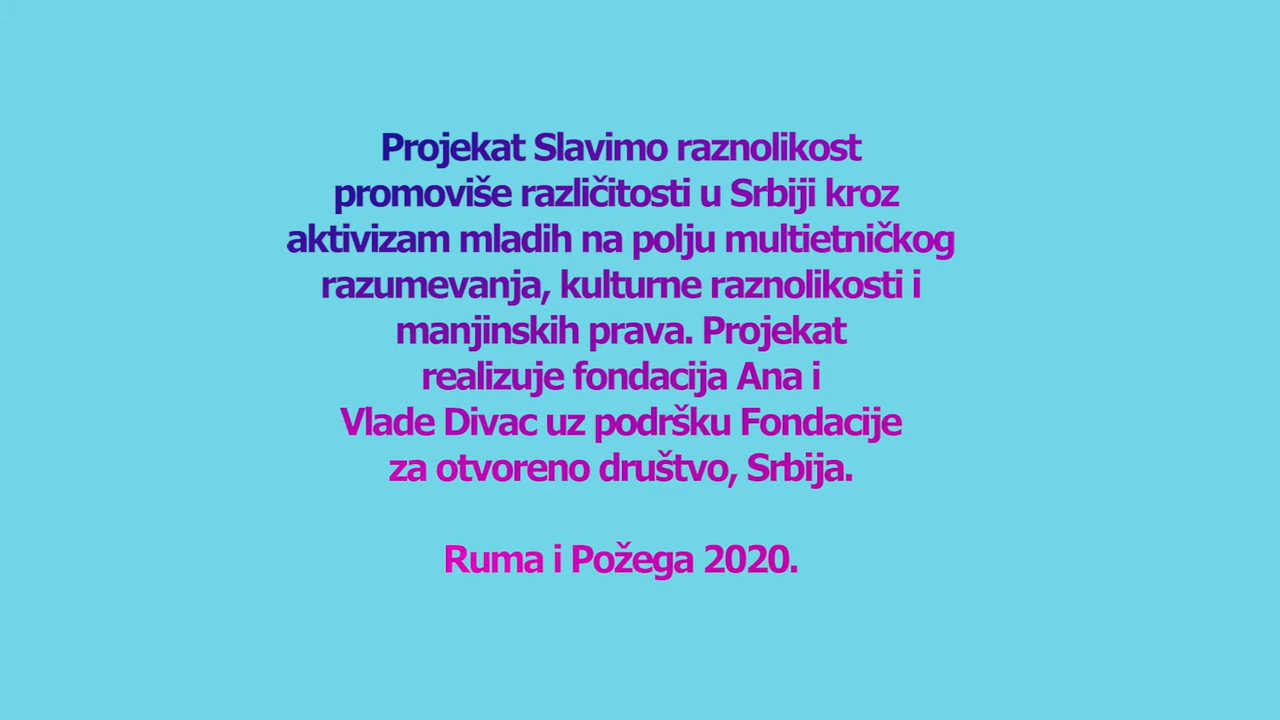 Projekat Slavimo raznolikost
promoviše različitosti u Srbiji kroz
aktivizam mladih na polju multietničkog
razumevanja, kulturne raznolikosti i
manjinskih prava. Projekat
realizuje fondacija Ana i
Vlade Divac uz podršku Fondacije
za otvoreno društvo, Srbija.
Ruma i Požega 2020.